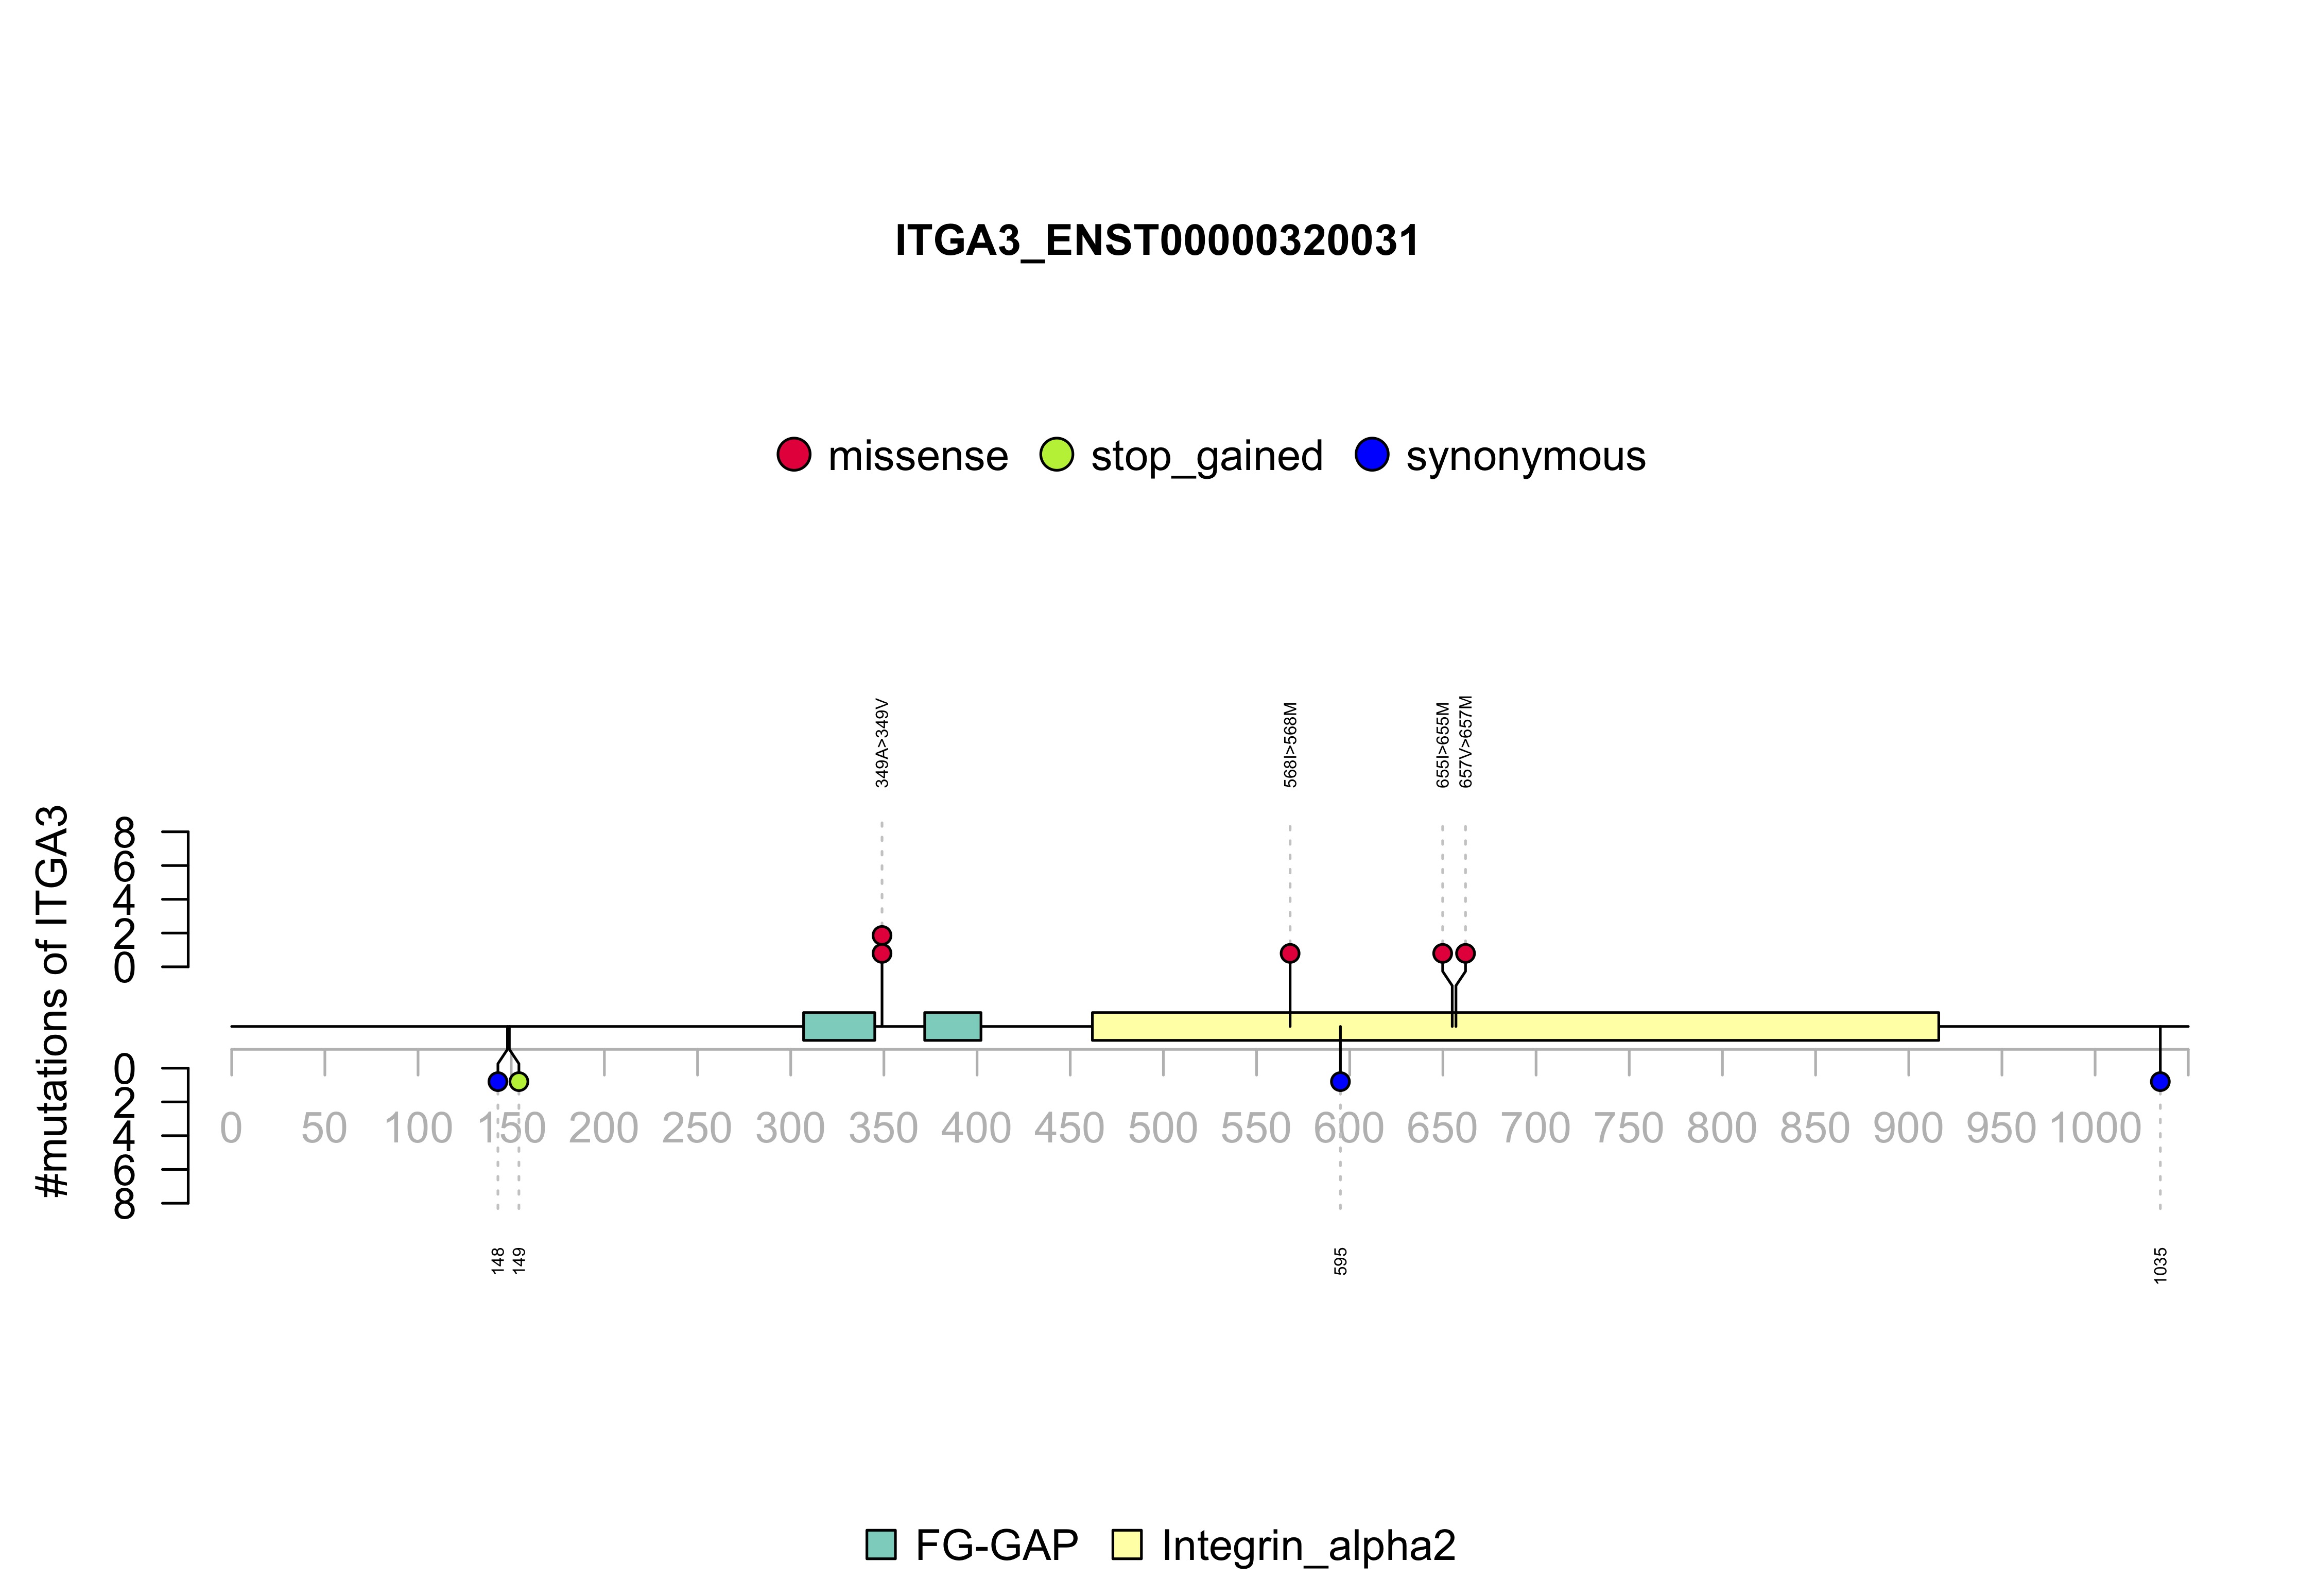 ITGA3_ENST00000320031
missense stop_gained synonymous
349A>349V
568I>568M
655I>655M
657V>657M
#mutations of ITGA3
8
6
4
2
0
0
2
4
6
8
0 50 100 150 200 250 300 350 400 450 500 550 600 650 700 750 800 850 900 950 1000
148
149
595
1035
FG-GAP Integrin_alpha2